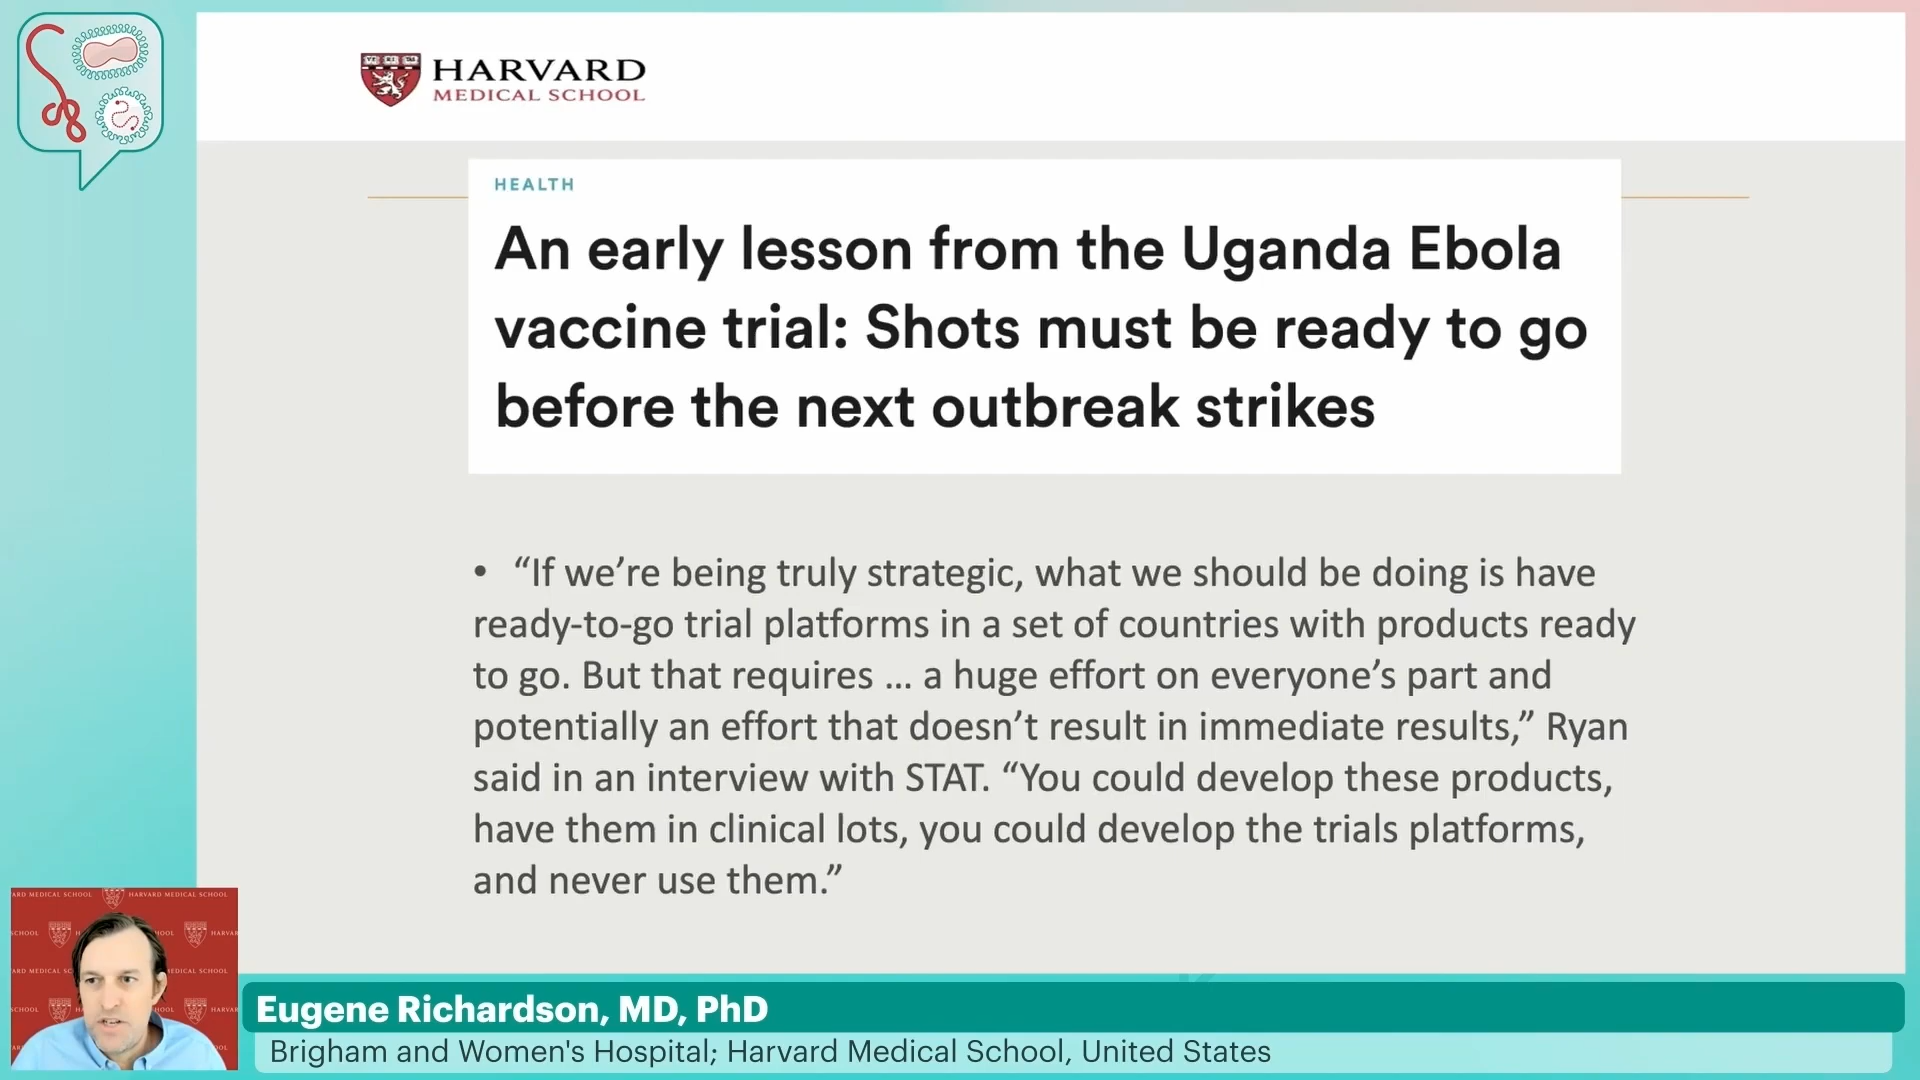 HARVARD
MEDICAL SCHOOL
HEALTH
An early lesson from the Uganda Ebola
vaccine trial: Shots must be ready to go
before the next outbreak strikes
• “If we’re being truly strategic, what we should be doing is have
ready-to-go trial platforms in a set of countries with products ready
to go. But that requires ... a huge effort on everyone’s part and
potentially an effort that doesn’t result in immediate results,” Ryan
said in an interview with STAT. “You could develop these products,
have them in clinical lots, you could develop the trials platforms,
and never use them.”
HARVARD MEDICAL SCHOOL
Eugene Richardson, MD, PhD
Brigham and Women's Hospital; Harvard Medical School, United States